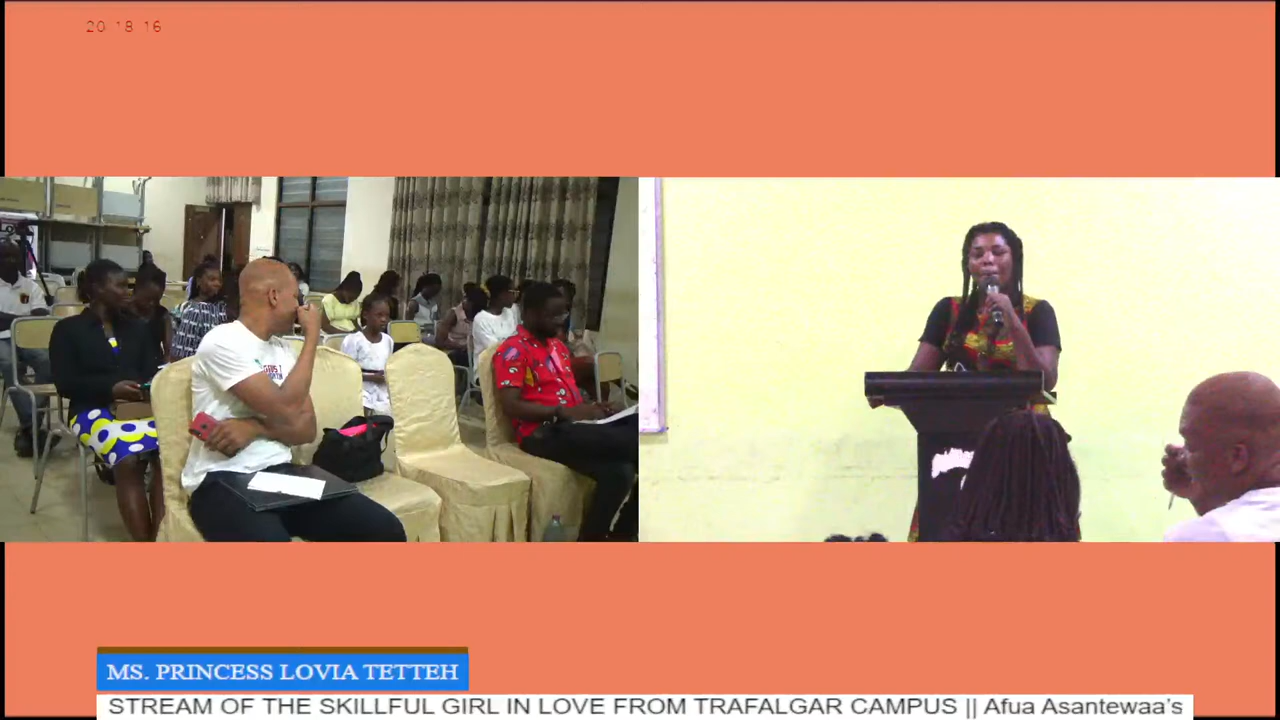 20 18 16
MS. PRINCESS LOVIA TETTEH
STREAM OF THE SKILLFUL GIRL IN LOVE FROM TRAFALGAR CAMPUS || Afua Asantewaa's